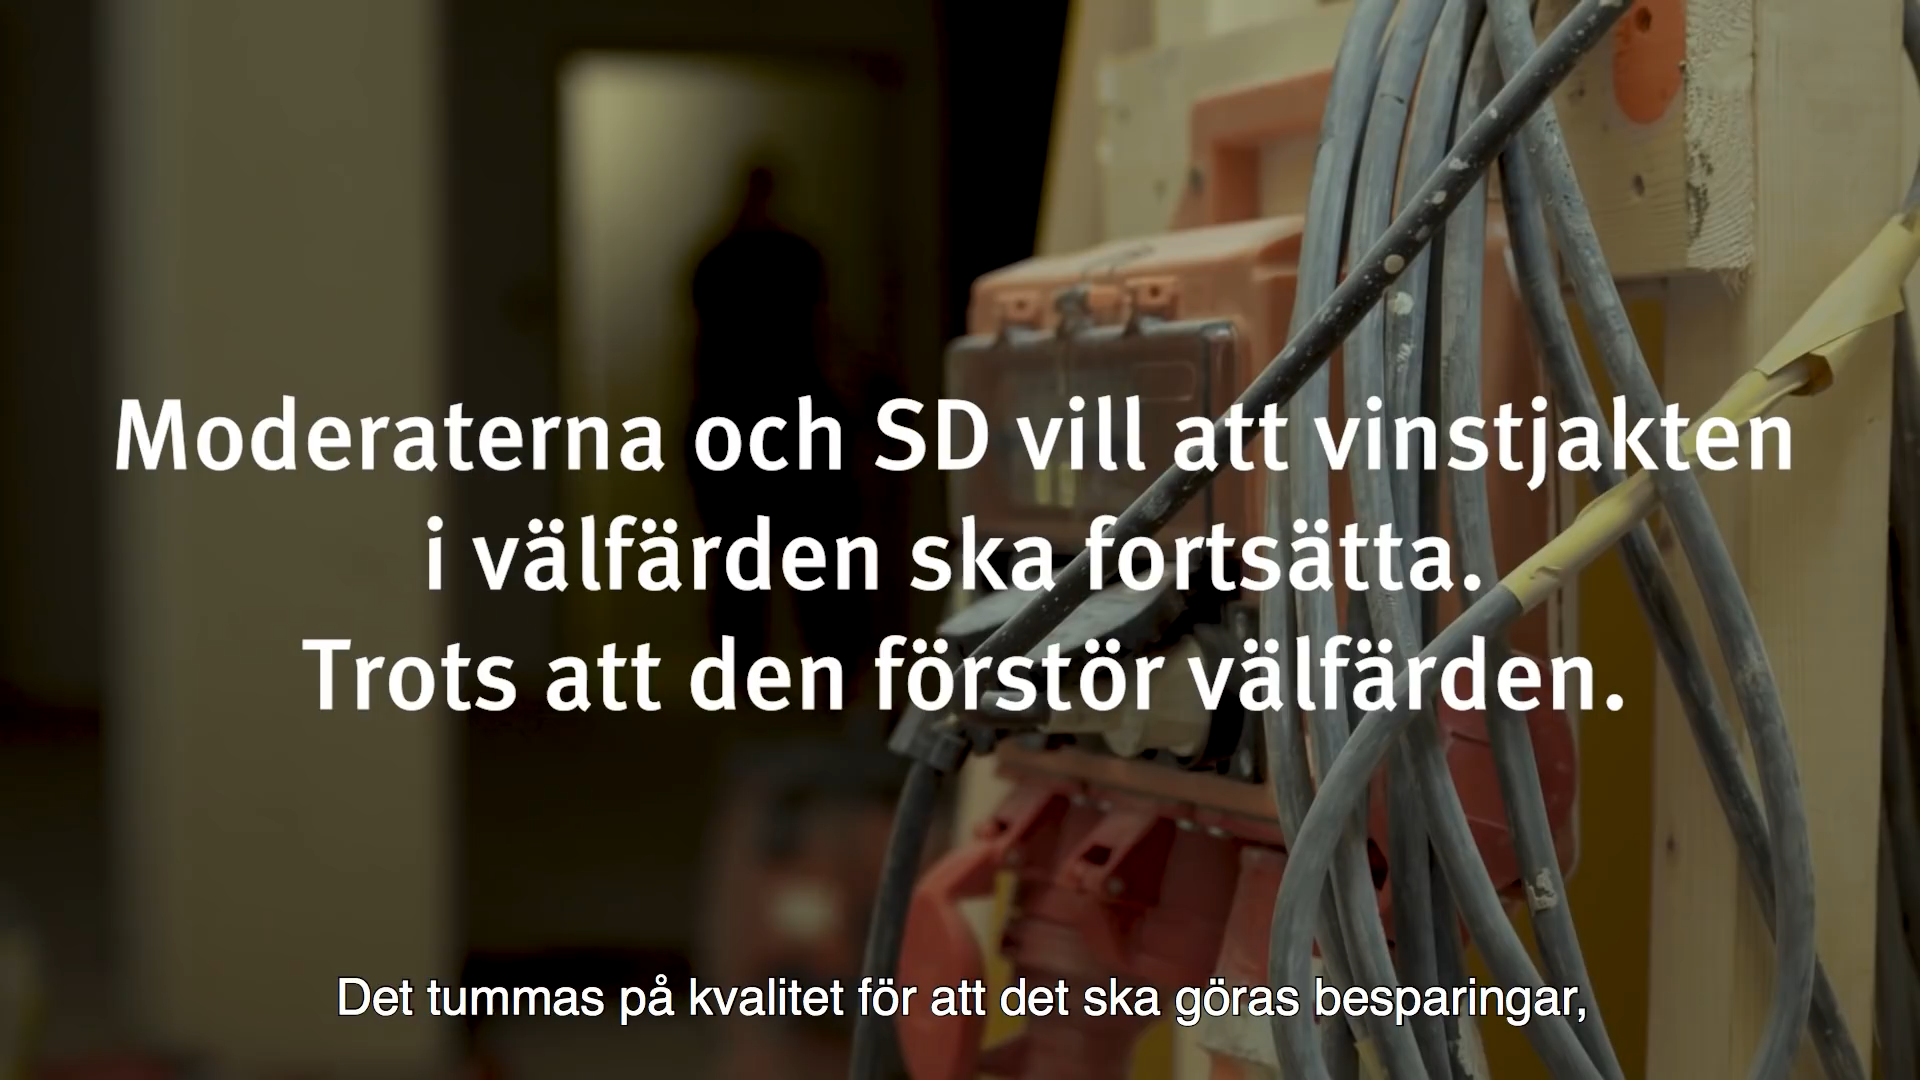 Moderaterna och SD vill att vinstjakten
i välfärden ska fortsätta.
Trots att den förstör välfärden.
Det tummas på kvalitet för att det ska göras besparingar,